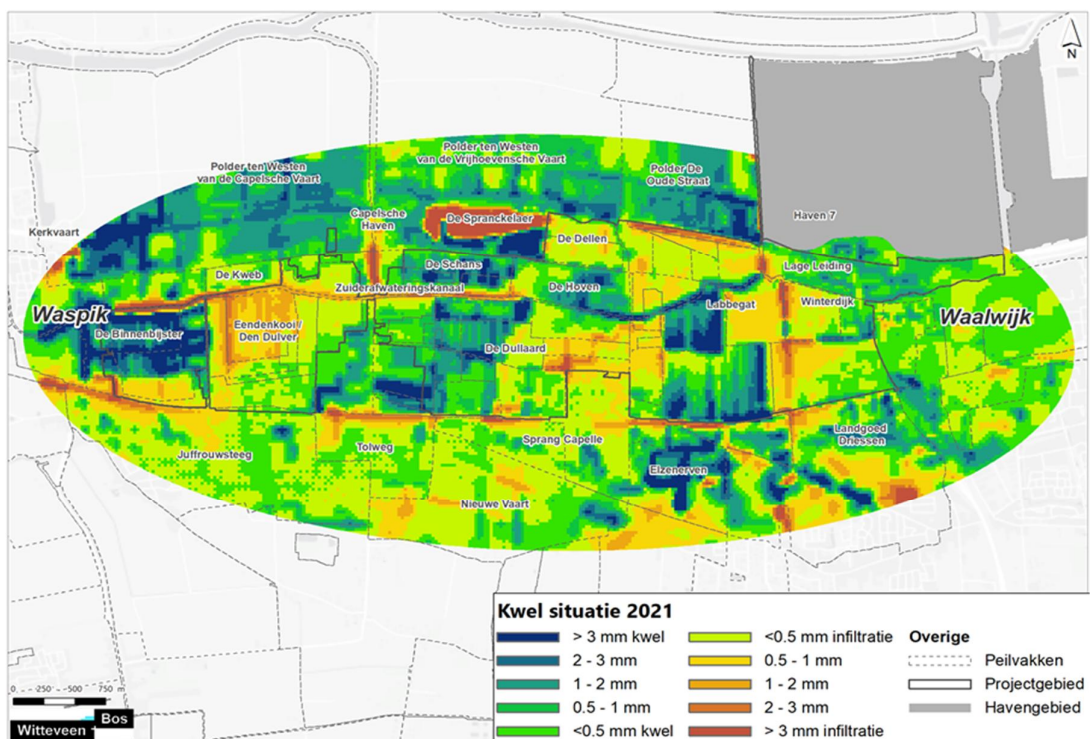 N
Polder ten Westen
van de Vrijhoevensche Vaart
Polder ten Westen
van de Capelsche Vaart
Polder De
Oude Straat
Kerkvaart
Capelsche
Haven
De Spranckelaer
Haven 7
De Dellen
De Kweb
De Schans
Lage Leiding
Zuiderafwateringskanaal
De Hoven
Labbegat
Winterdijk
Waspik
Waalwijk
De Binnenbijster
Eendenkooi /
Den Dulver
De Dullaard
Juffrouwsteeg
Tolweg
Sprang Capelle
Landgoed
Driessen
Elzenerven
Nieuwe Vaart
Kwel situatie 2021
> 3 mm kwel
2 - 3 mm
1 - 2 mm
0.5 - 1 mm
<0.5 mm kwel
<0.5 mm infiltratie
0.5 - 1 mm
1 - 2 mm
2 - 3 mm
> 3 mm infiltratie
Overige
Peilvakken
Projectgebied
Havengebied
0 250 500 750 m
Witteveen + Bos